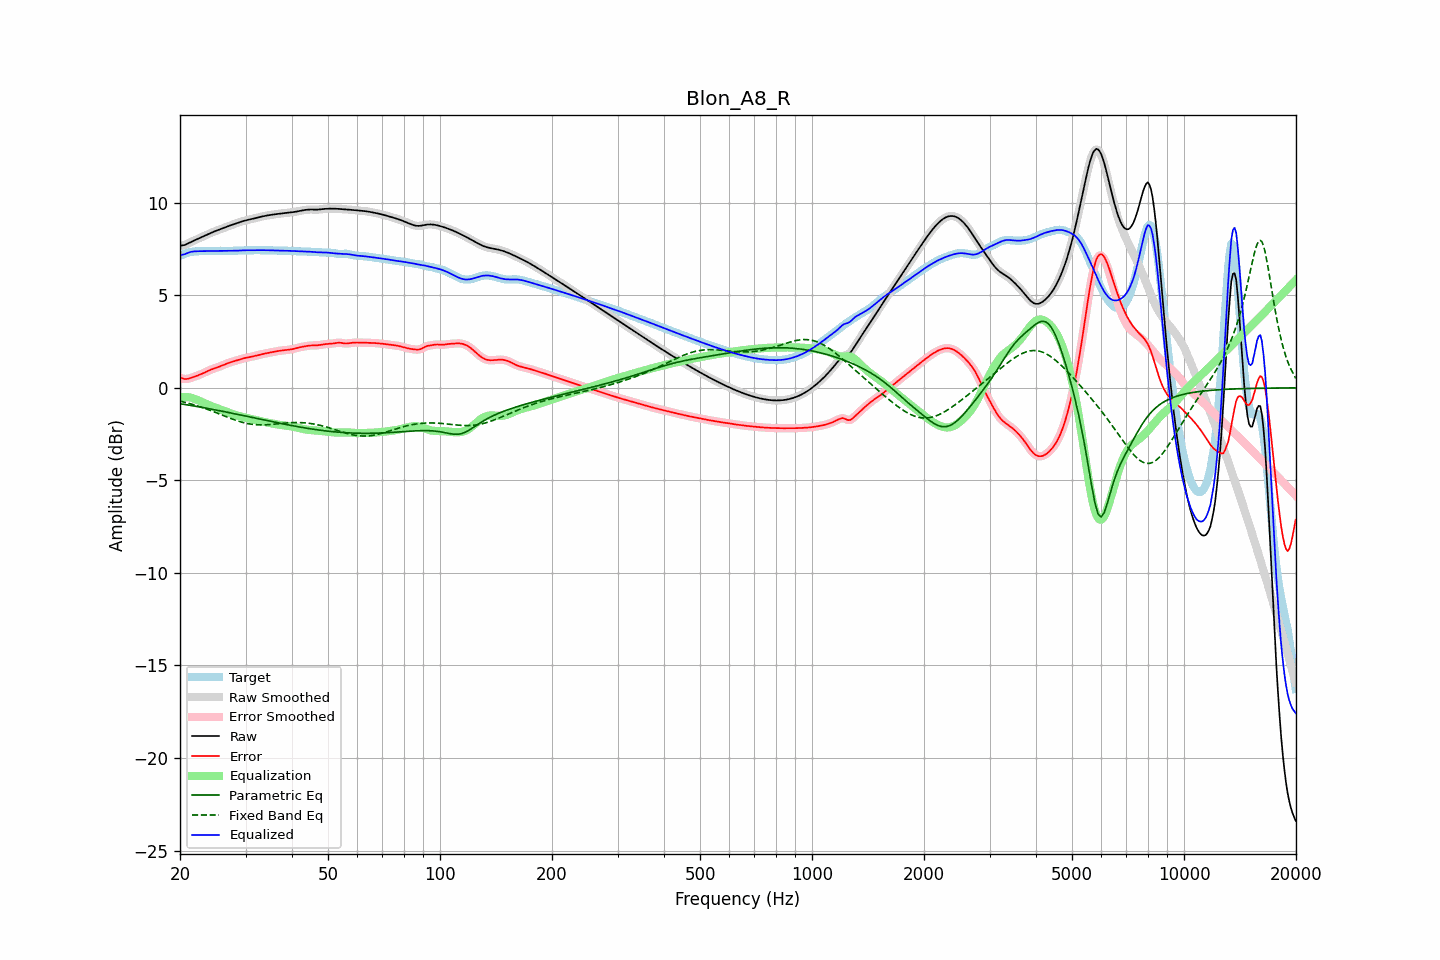 Blon_A8_R
Amplitude (dBr)
10
5
0
−5
−10
−15
−20
−25
Target
Raw Smoothed
Error Smoothed
Raw
Error
Equalization
Parametric Eq
Fixed Band Eq
Equalized
20 50 100 200 500 1000 2000 5000 10000 20000
Frequency (Hz)